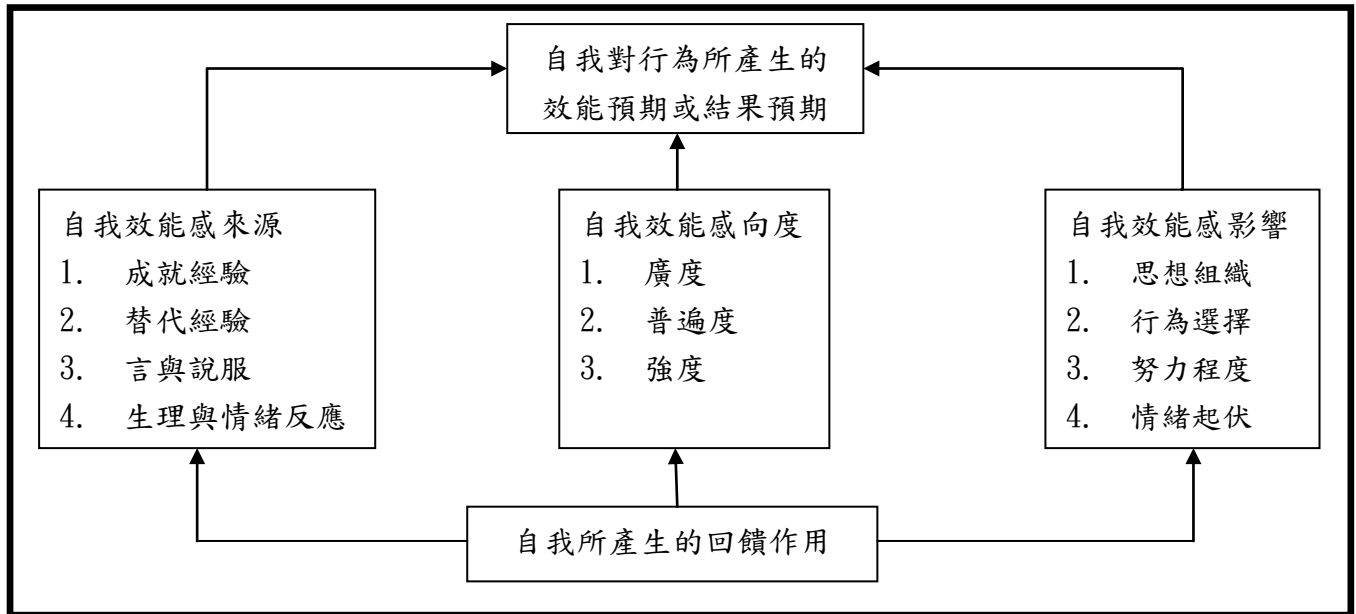 自我對行為所產生的
效能預期或結果預期
自我效能感來源
1. 成就經驗
2. 替代經驗
3. 言與說服
4. 生理與情緒反應
自我效能感向度
1. 廣度
2. 普遍度
3. 強度
自我效能感影響
1. 思想組織
2. 行為選擇
3. 努力程度
4. 情緒起伏
自我所產生的回饋作用